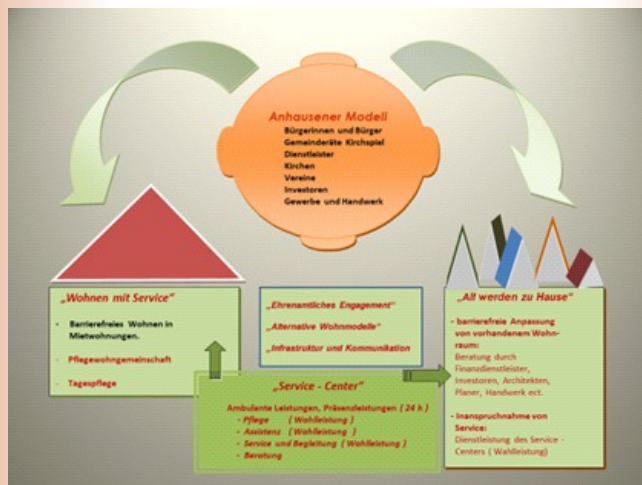 Anhausener Modell
Bürgerinnen und Bürger
Gemeinderäte Kirchspiel
Dienstleister
Kirchen
Vereine
Investoren
Gewerbe und Handwerk
„Wohnen mit Service“
- Barrierefreies Wohnen in
Mietwohnungen.
- Pflegewohngemeinschaft
- Tagespflege
„Ehrenamtliches Engagement“
„Alternative Wohnmodelle“
„Infrastruktur und Kommunikation
„Service - Center“
Ambulante Leistungen, Präsenzleistungen ( 24 h )
- Pflege ( Wahlleistung )
- Assistenz ( Wahlleistung )
- Service und Begleitung ( Wahlleistung )
- Beratung
„Alt werden zu Hause“
- barrierefreie Anpassung
von vorhandenem Wohn-
raum:
Beratung durch
Finanzdienstleister,
Investoren, Architekten,
Planer, Handwerk ect.
- Inanspruchnahme von
Service:
Dienstleistung des Service -
Centers ( Wahlleistung)